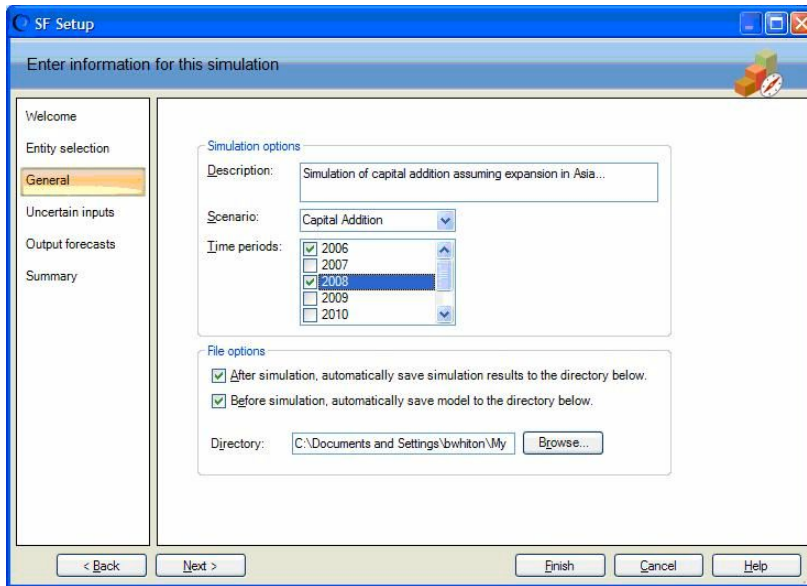 SF Setup
Enter information for this simulation
Welcome
Entity selection
General
Uncertain inputs
Output forecasts
Summary
Simulation options
Description:
Simulation of capital addition assuming expansion in Asia...
Scenario:
Capital Addition
Time periods:
2006
2007
2008
2009
2010
File options
After simulation, automatically save simulation results to the directory below.
Before simulation, automatically save model to the directory below.
Directory:
C:\Documents and Settings\bwhiton\My
Browse...
< Back
Next >
Finish
Cancel
Help